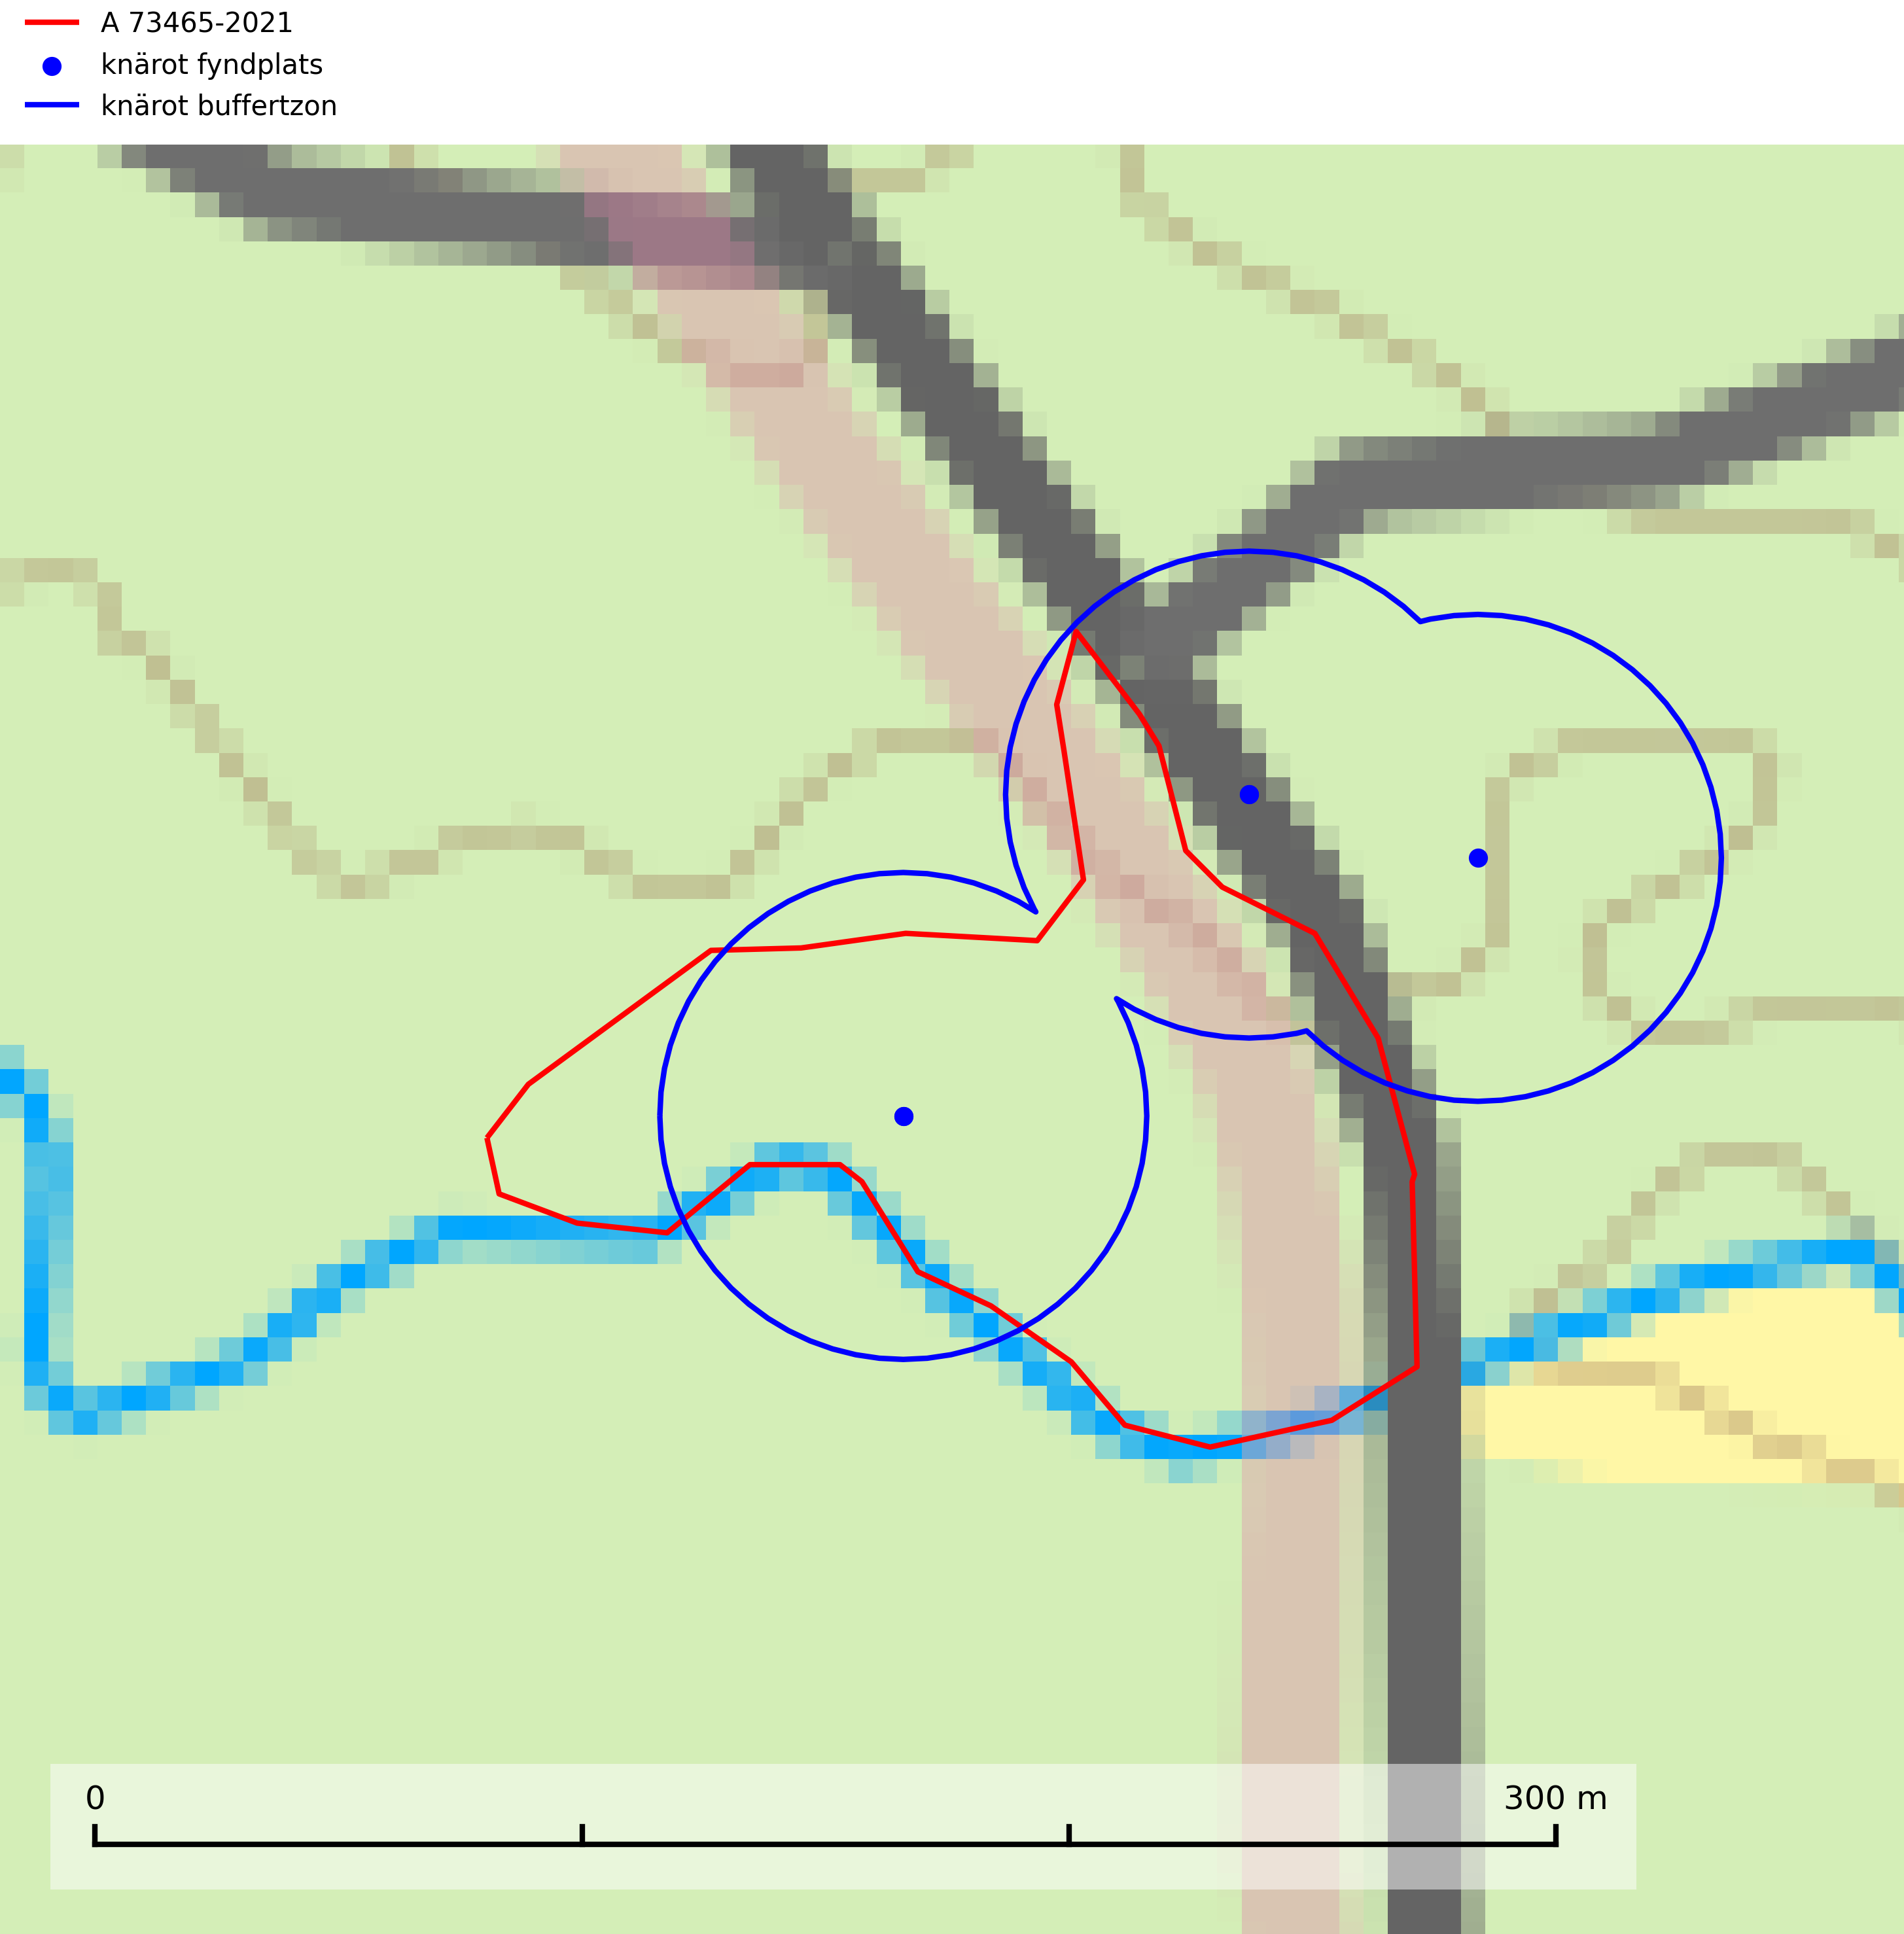 A 73465-2021
knärot fyndplats
knärot buffertzon
0
300 m